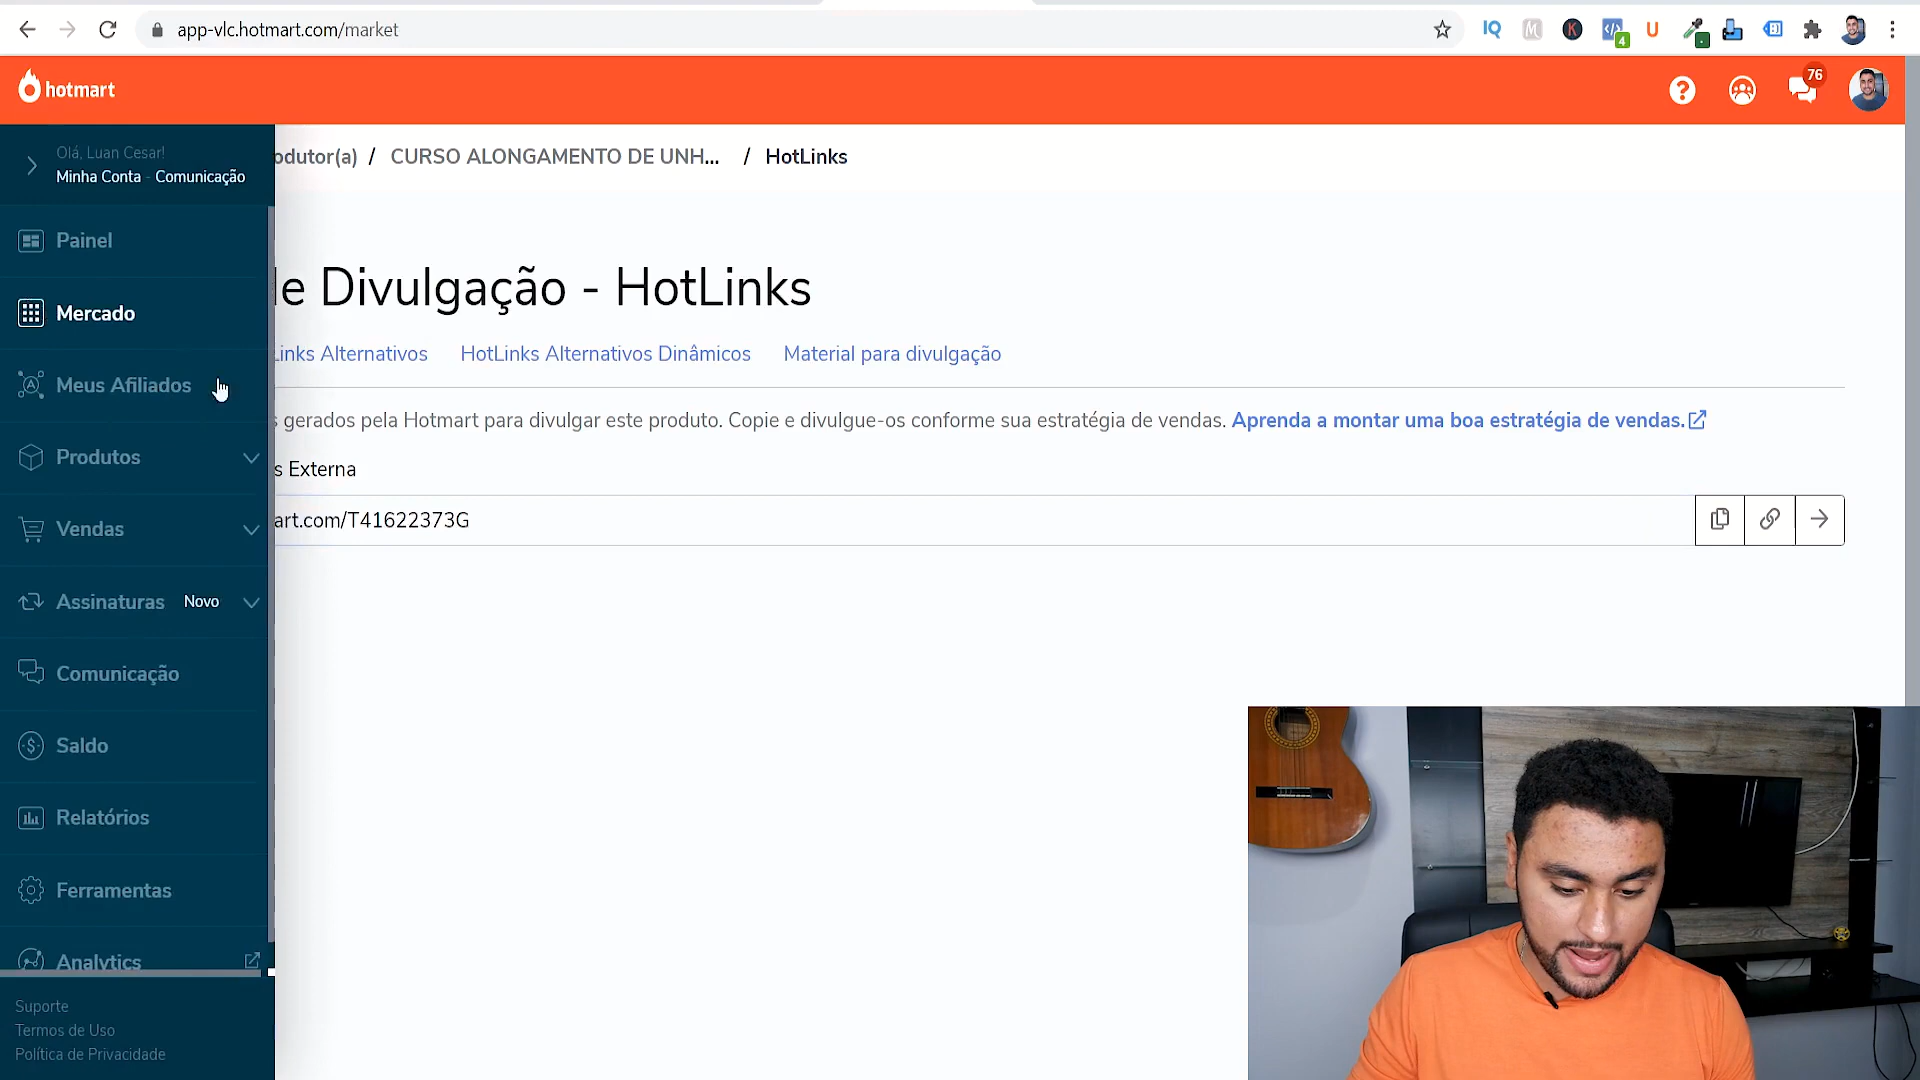 app-vlc.hotmart.com/market
4
hotmart
76
Olá, Luan Cesar!
Minha Conta - Comunicação
odutor(a) / CURSO ALONGAMENTO DE UNH... / HotLinks
Painel
Mercado
Meus Afiliados
Produtos
Vendas
Assinaturas Novo
Comunicação
Saldo
Relatórios
Ferramentas
Analytics
Suporte
Termos de Uso
Política de Privacidade
e Divulgação - HotLinks
Links Alternativos HotLinks Alternativos Dinâmicos Material para divulgação
s gerados pela Hotmart para divulgar este produto. Copie e divulgue-os conforme sua estratégia de vendas. Aprenda a montar uma boa estratégia de vendas.
s Externa
art.com/T41622373G